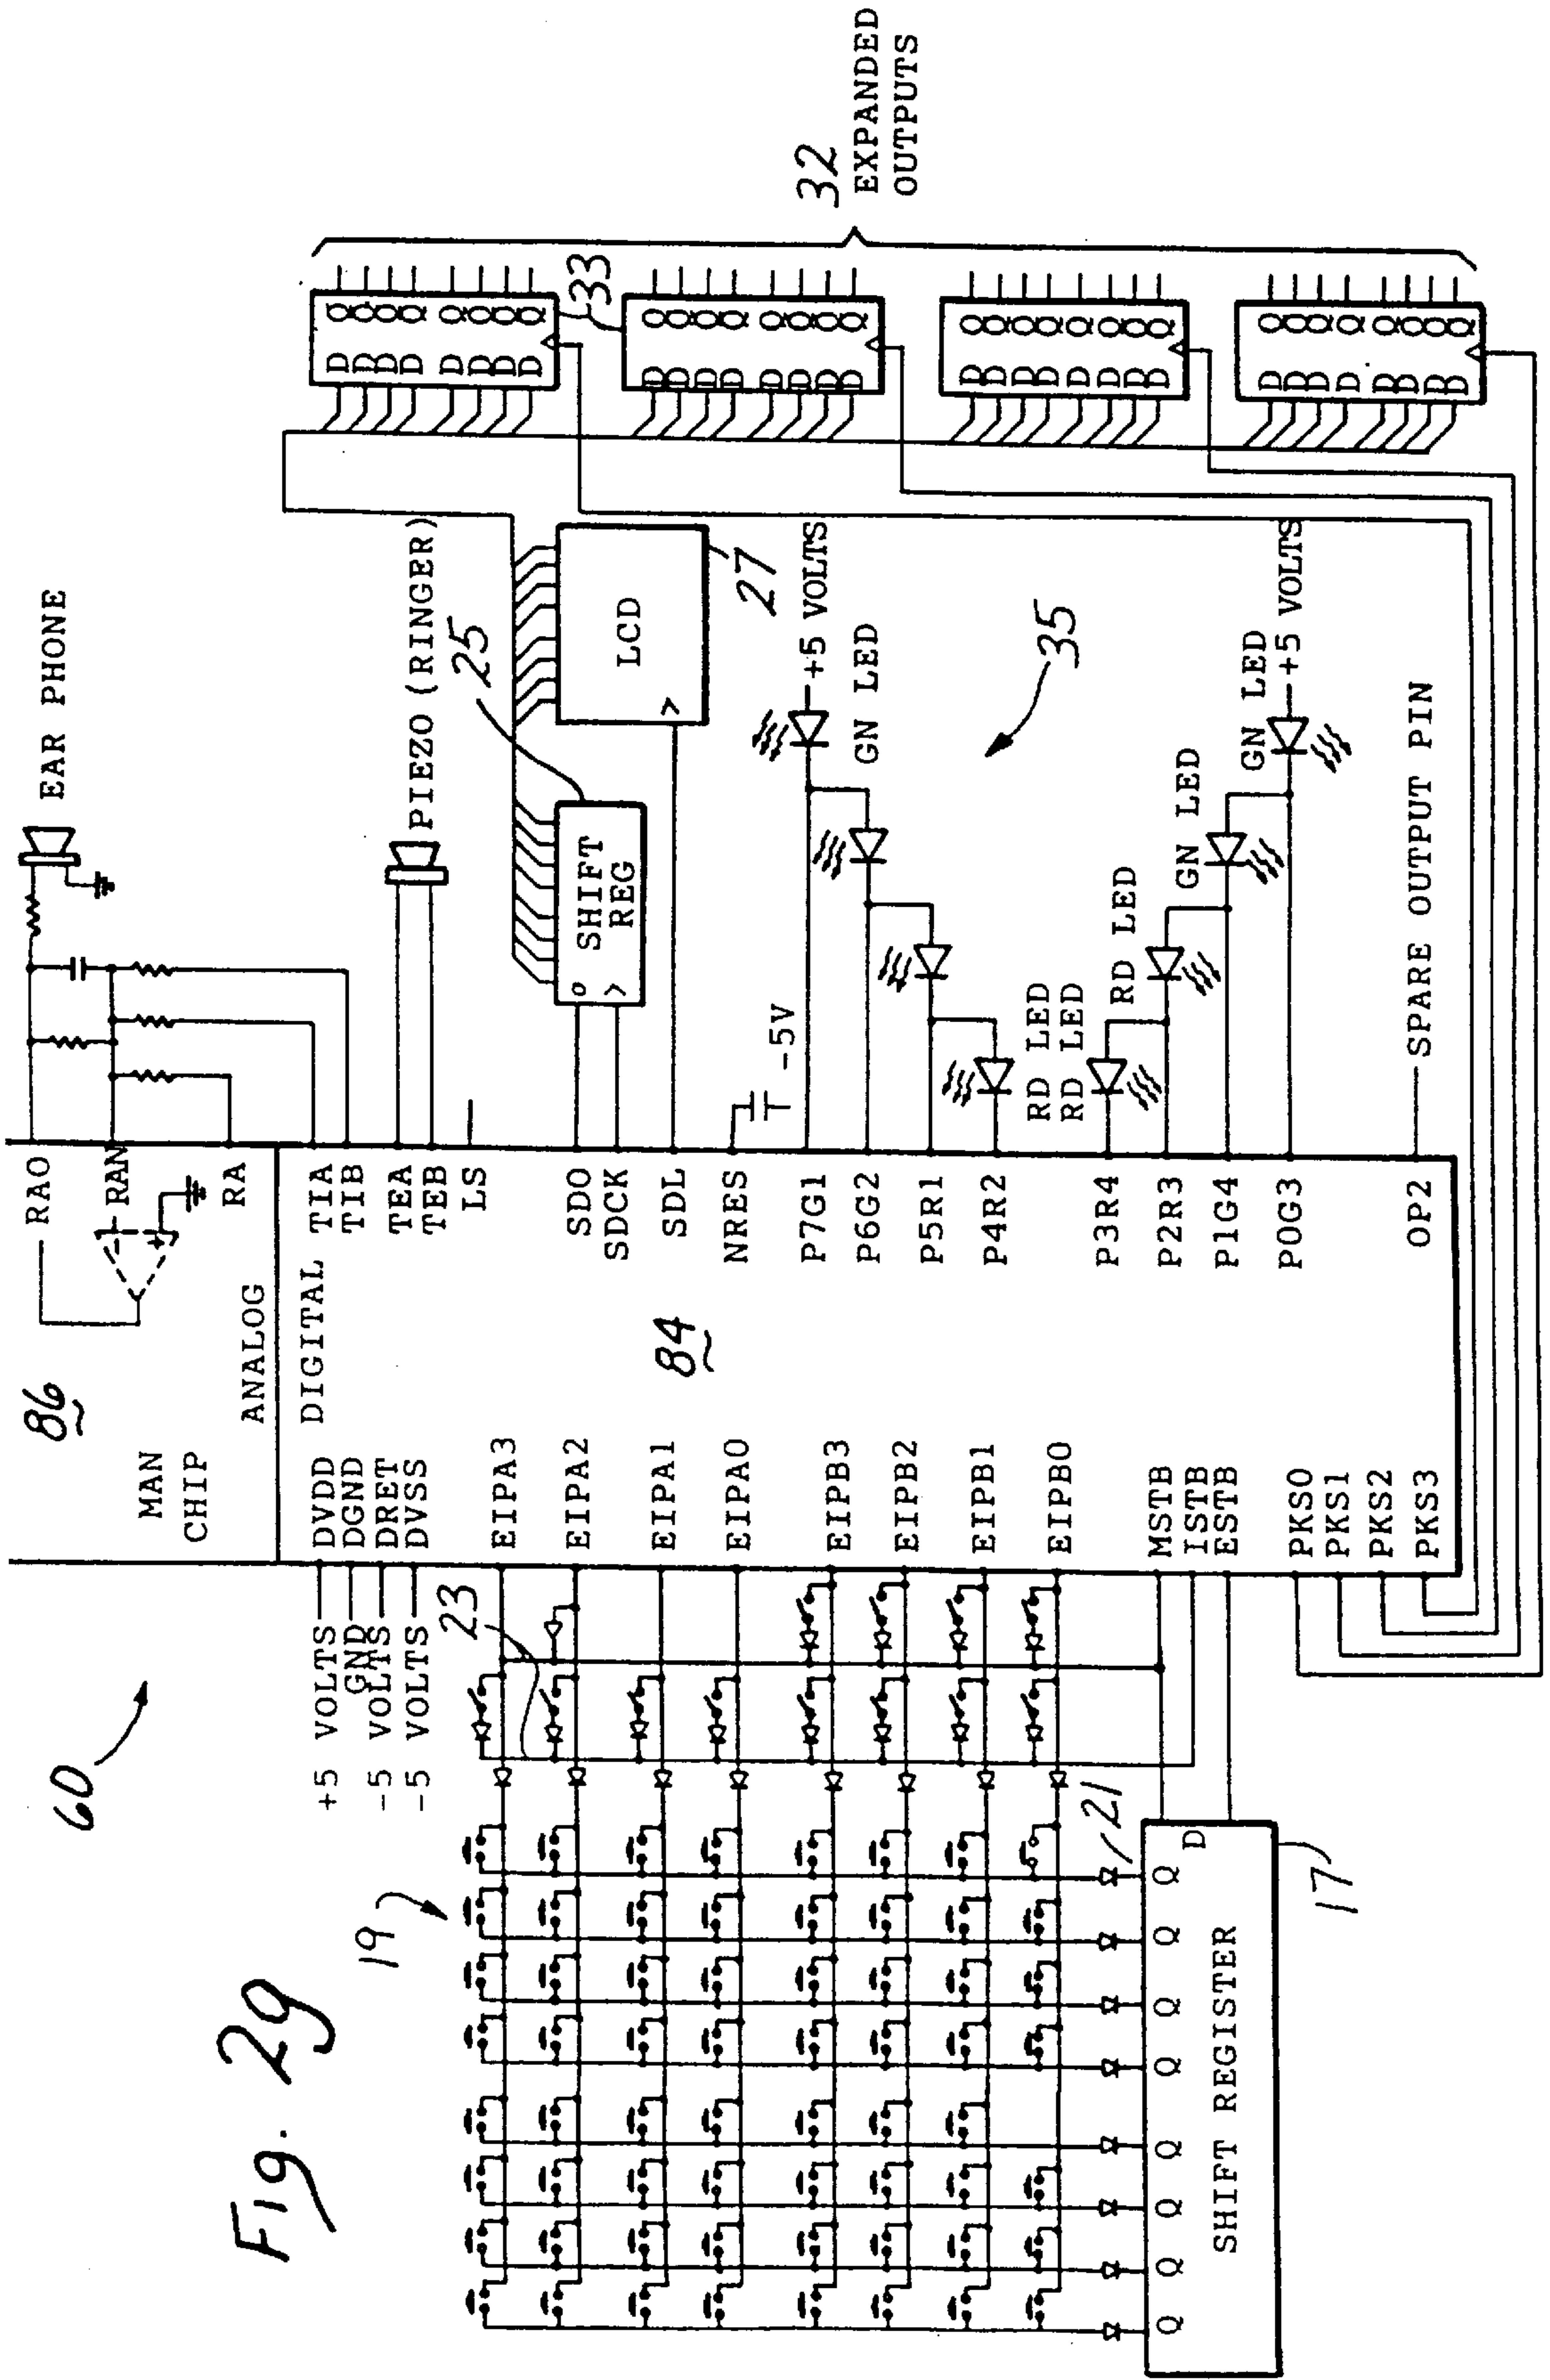 Fig. 2g
60
86
MAN
CHIP
ANALOG
DIGITAL
RAO
RAN
RA
- +
EAR PHONE
+5 VOLTS DVDD
GND DGND
-5 VOLTS DRET
-5 VOLTS DVSS
TIA
TIB
TEA
TEB
LS
PIEZO (RINGER)
19
23
EIPA3
EIPA2
EIPA1
EIPA0
EIPB3
EIPB2
EIPB1
EIPB0
MSTB
ISTB
ESTB
PKS0
PKS1
PKS2
PKS3
84
SDO
SDCK
SDL
NRES
-5V
P7G1
P6G2
P5R1
P4R2
P3R4
P2R3
P1G4
P0G3
OP2
SPARE OUTPUT PIN
SHIFT
REG
25
LCD
27
+5 VOLTS
GN LED
RD LED
RD LED
RD LED
GN LED
GN LED
+5 VOLTS
35
D D D D D D D D
Q Q Q Q Q Q Q Q
33
D D D D D D D D
Q Q Q Q Q Q Q Q
D D D D D D D D
Q Q Q Q Q Q Q Q
D D D D D D D D
Q Q Q Q Q Q Q Q
32
EXPANDED
OUTPUTS
21
Q Q Q Q Q Q Q Q
D
SHIFT REGISTER
17